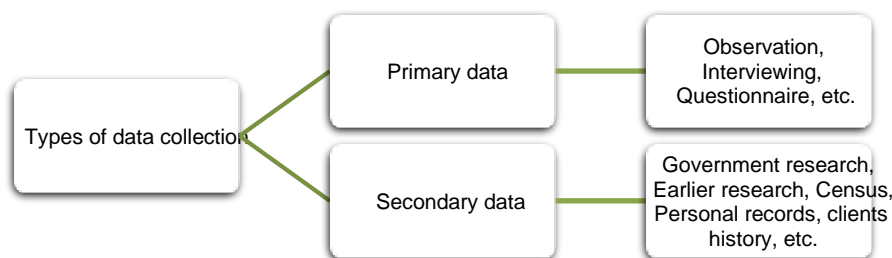 Types of data collection
Primary data
Observation,
Interviewing,
Questionnaire, etc.
Secondary data
Government research,
Earlier research, Census,
Personal records, clients
history, etc.